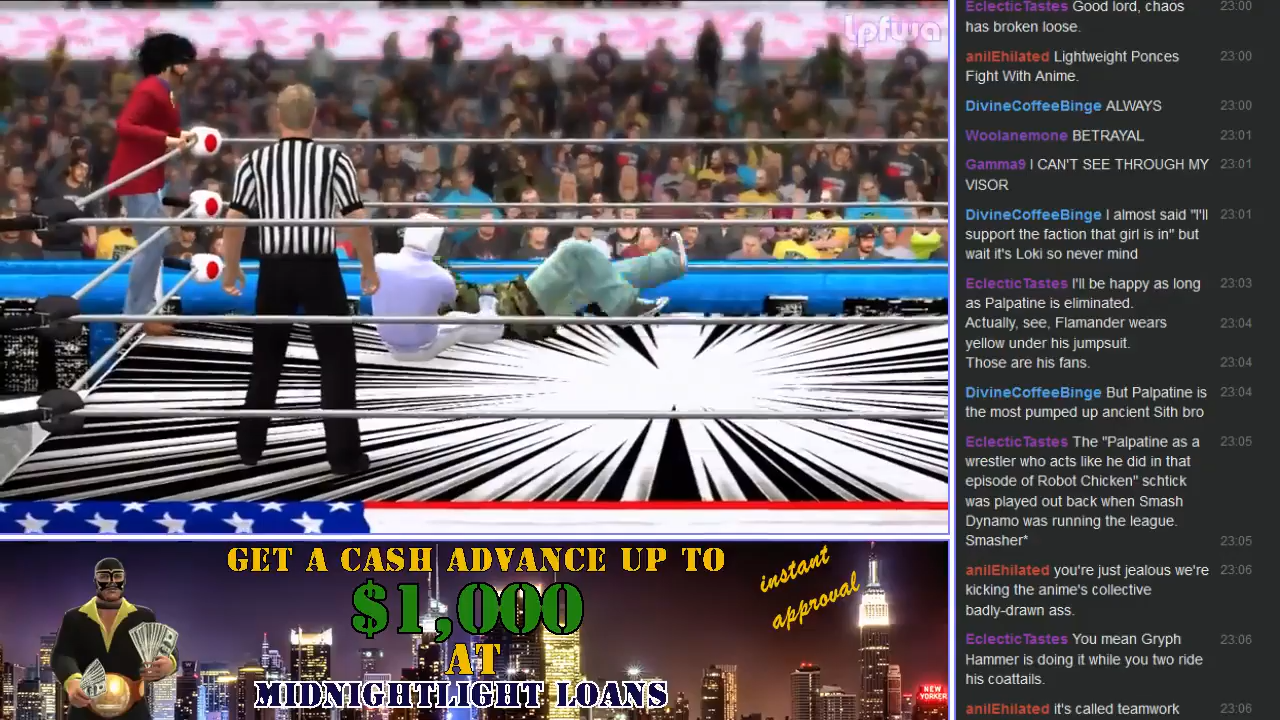 lpfwa
EclecticTastes Good lord, chaos 23:00
has broken loose.
anilEhilated Lightweight Ponces 23:00
Fight With Anime.
DivineCoffeeBinge ALWAYS 23:00
Woolanemone BETRAYAL 23:01
Gamma9 I CAN'T SEE THROUGH MY 23:01
VISOR
DivineCoffeeBinge I almost said "I'll 23:01
support the faction that girl is in" but
wait it's Loki so never mind
EclecticTastes I'll be happy as long 23:03
as Palpatine is eliminated.
Actually, see, Flamander wears 23:04
yellow under his jumpsuit.
Those are his fans. 23:04
DivineCoffeeBinge But Palpatine is 23:04
the most pumped up ancient Sith bro
EclecticTastes The "Palpatine as a 23:05
wrestler who acts like he did in that
episode of Robot Chicken" schtick
was played out back when Smash
Dynamo was running the league.
Smasher* 23:05
anilEhilated you're just jealous we're 23:06
kicking the anime's collective
badly-drawn ass.
EclecticTastes You mean Gryph 23:06
Hammer is doing it while you two ride
his coattails.
anilEhilated it's called teamwork 23:06
GET A CASH ADVANCE UP TO
$1,000
AT
MIDNIGHTLIGHT LOANS
instant
approval
NEW
YORKER